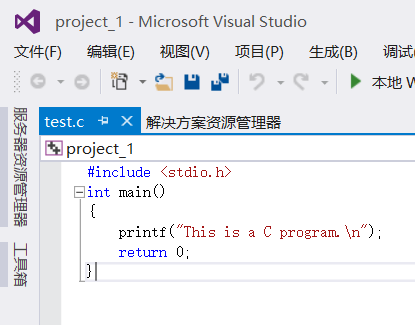 project_1 - Microsoft Visual Studio
文件(F) 编辑(E) 视图(V) 项目(P) 生成(B) 调试
本地 W
test.c 解决方案资源管理器
project_1
#include <stdio.h>
int main()
{
printf("This is a C program.\n");
return 0;
}
服务器资源管理器
工具箱